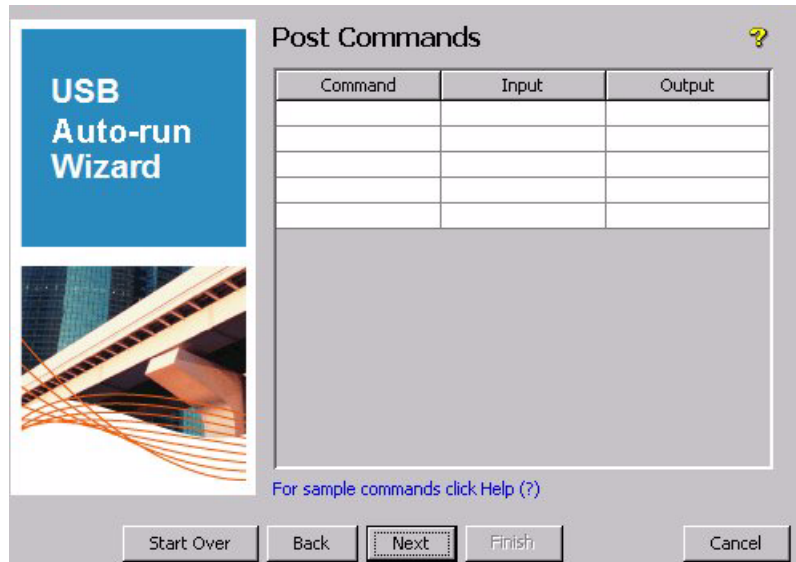 USB
Auto-run
Wizard
Post Commands
?
Command Input Output
For sample commands click Help (?)
Start Over Back Next Finish Cancel